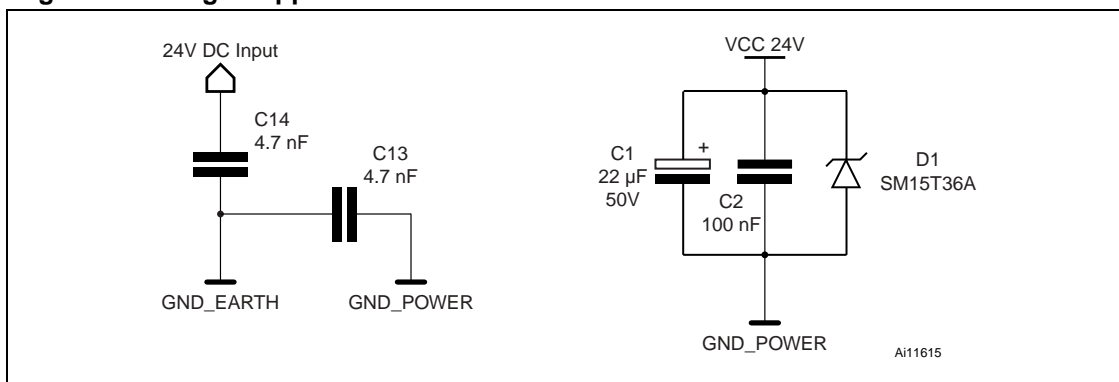 24V DC Input
C14
4.7 nF
C13
4.7 nF
GND_EARTH
GND_POWER
VCC 24V
C1
22 µF
50V
+
C2
100 nF
D1
SM15T36A
GND_POWER
Ai11615